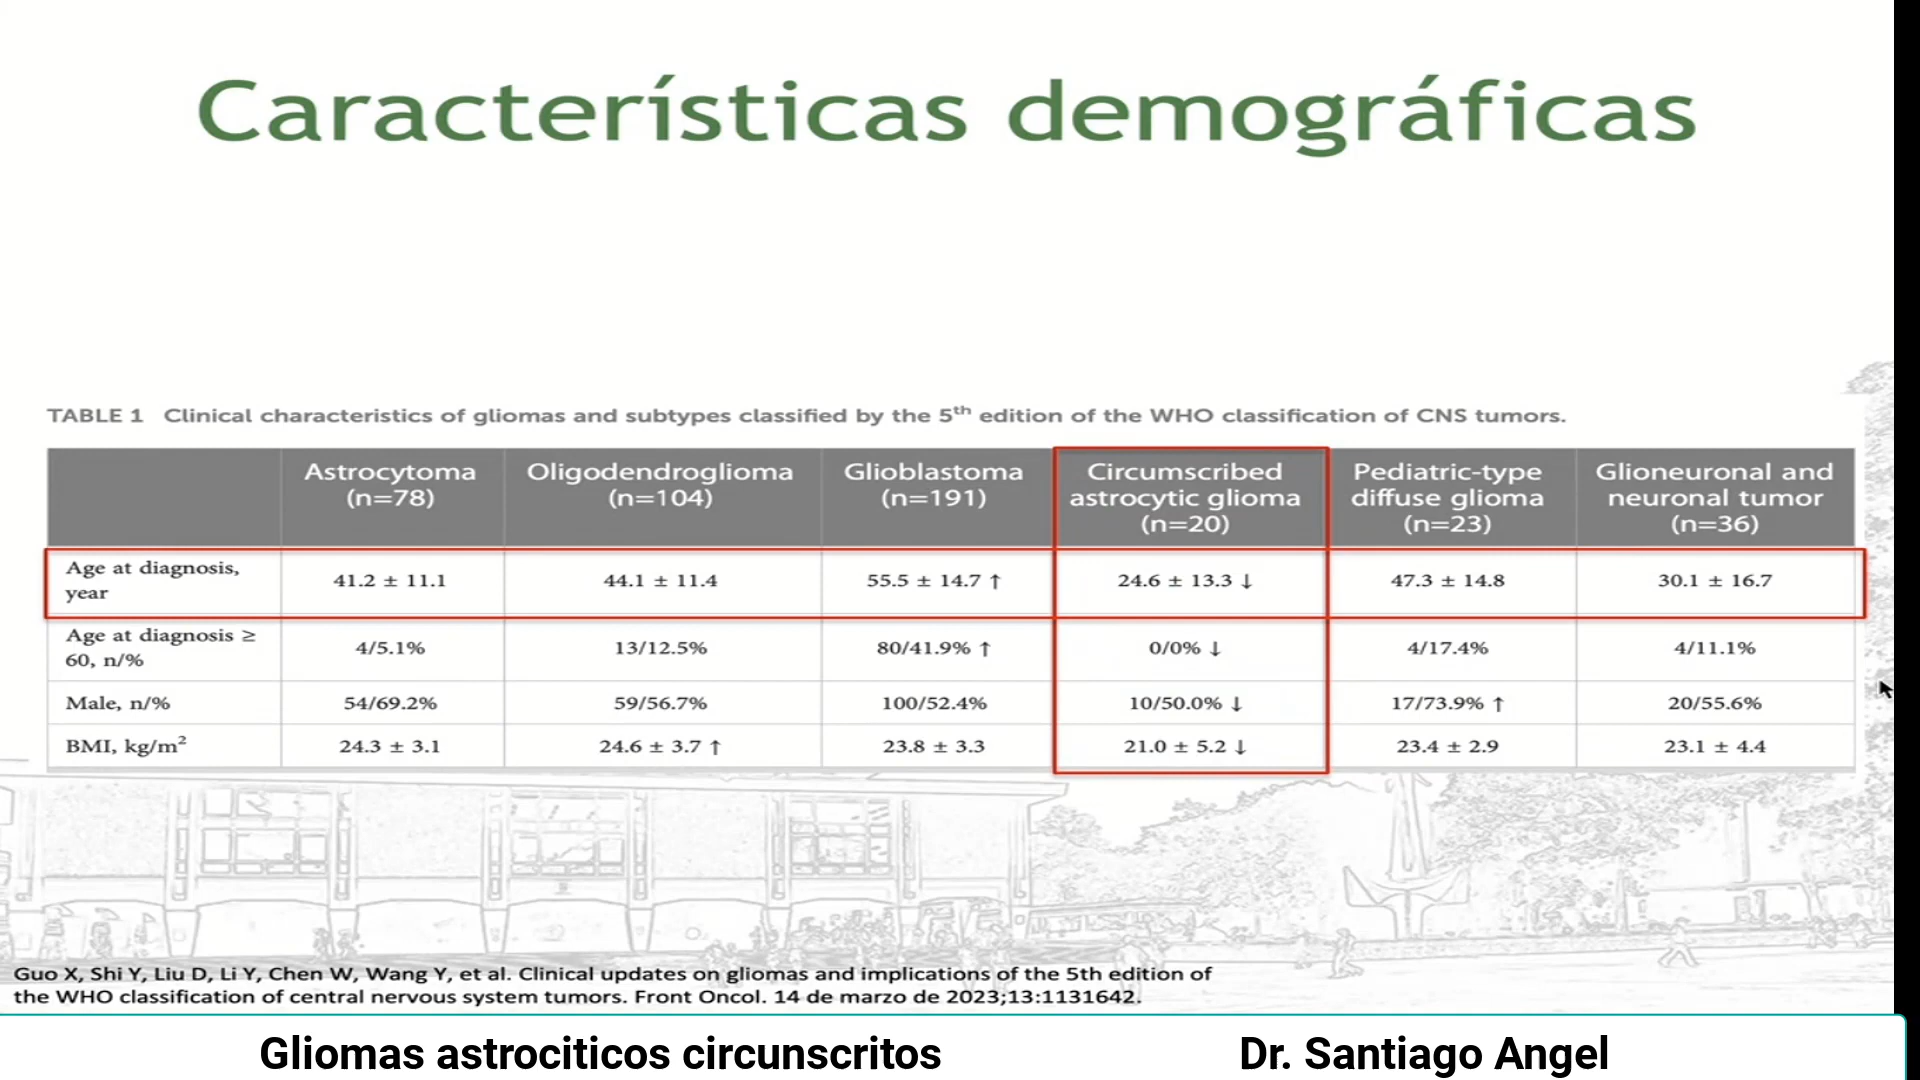 Características demográficas
TABLE 1 Clinical characteristics of gliomas and subtypes classified by the 5th edition of the WHO classification of CNS tumors.
Astrocytoma (n=78) Oligodendroglioma (n=104) Glioblastoma (n=191) Circumscribed astrocytic glioma (n=20) Pediatric-type diffuse glioma (n=23) Glioneuronal and neuronal tumor (n=36)
Age at diagnosis, year 41.2 ± 11.1 44.1 ± 11.4 55.5 ± 14.7 ↑ 24.6 ± 13.3 ↓ 47.3 ± 14.8 30.1 ± 16.7
Age at diagnosis ≥ 60, n/% 4/5.1% 13/12.5% 80/41.9% ↑ 0/0% ↓ 4/17.4% 4/11.1%
Male, n/% 54/69.2% 59/56.7% 100/52.4% 10/50.0% ↓ 17/73.9% ↑ 20/55.6%
BMI, kg/m² 24.3 ± 3.1 24.6 ± 3.7 ↑ 23.8 ± 3.3 21.0 ± 5.2 ↓ 23.4 ± 2.9 23.1 ± 4.4
Guo X, Shi Y, Liu D, Li Y, Chen W, Wang Y, et al. Clinical updates on gliomas and implications of the 5th edition of
the WHO classification of central nervous system tumors. Front Oncol. 14 de marzo de 2023;13:1131642.
Gliomas astrociticos circunscritos Dr. Santiago Angel